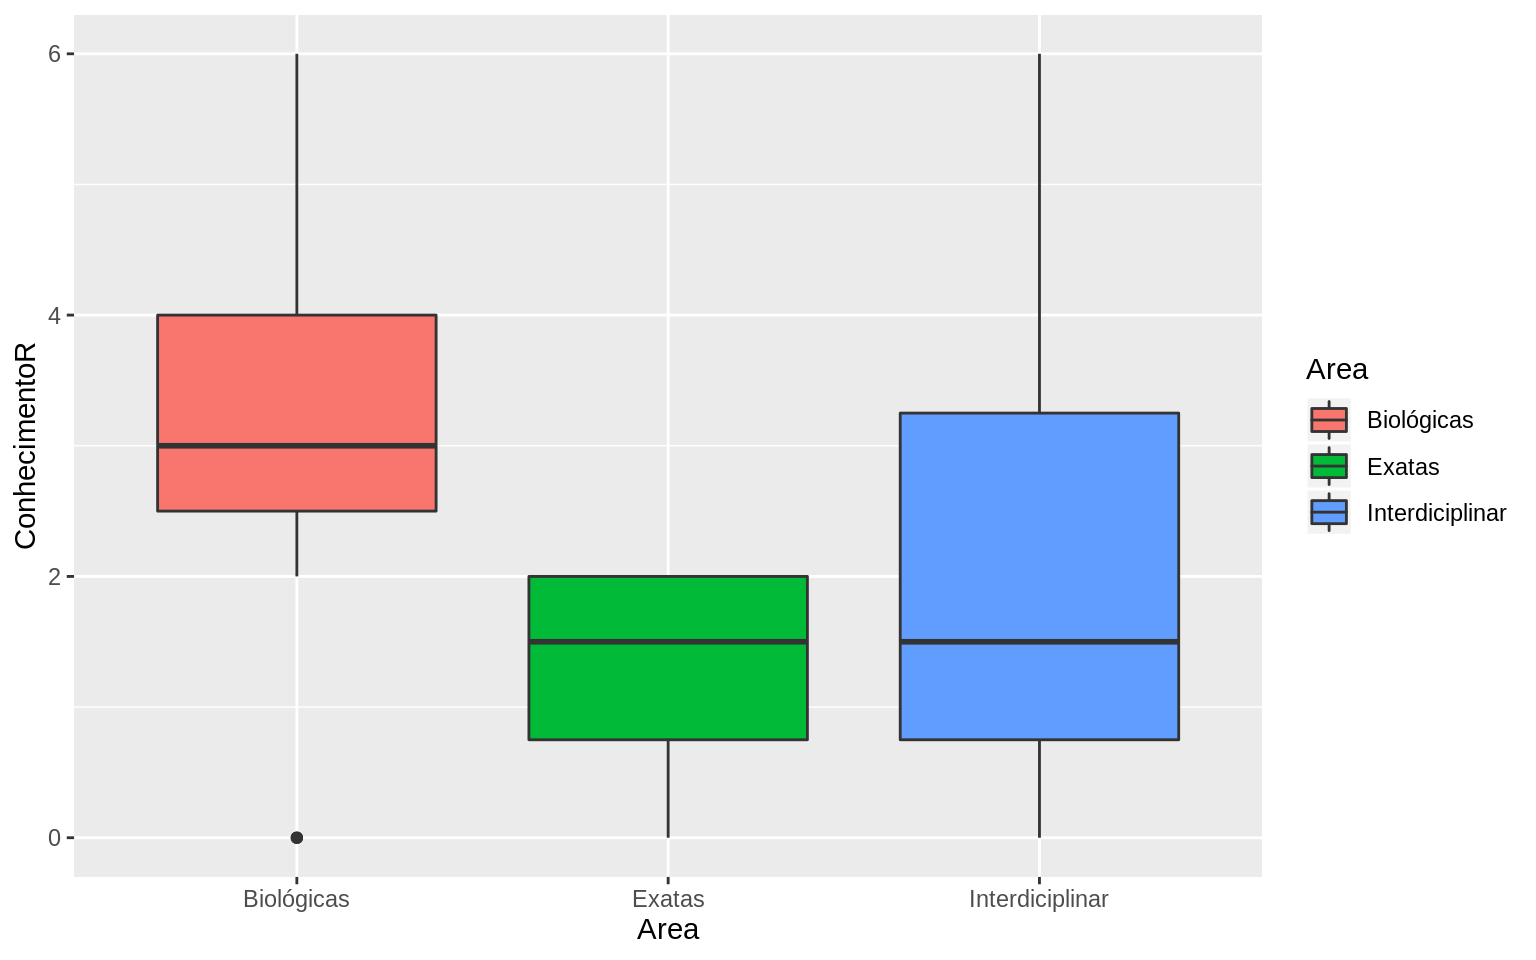 6
4
2
0
ConhecimentoR
Biológicas
Exatas
Interdiciplinar
Area
Area
Biológicas
Exatas
Interdiciplinar